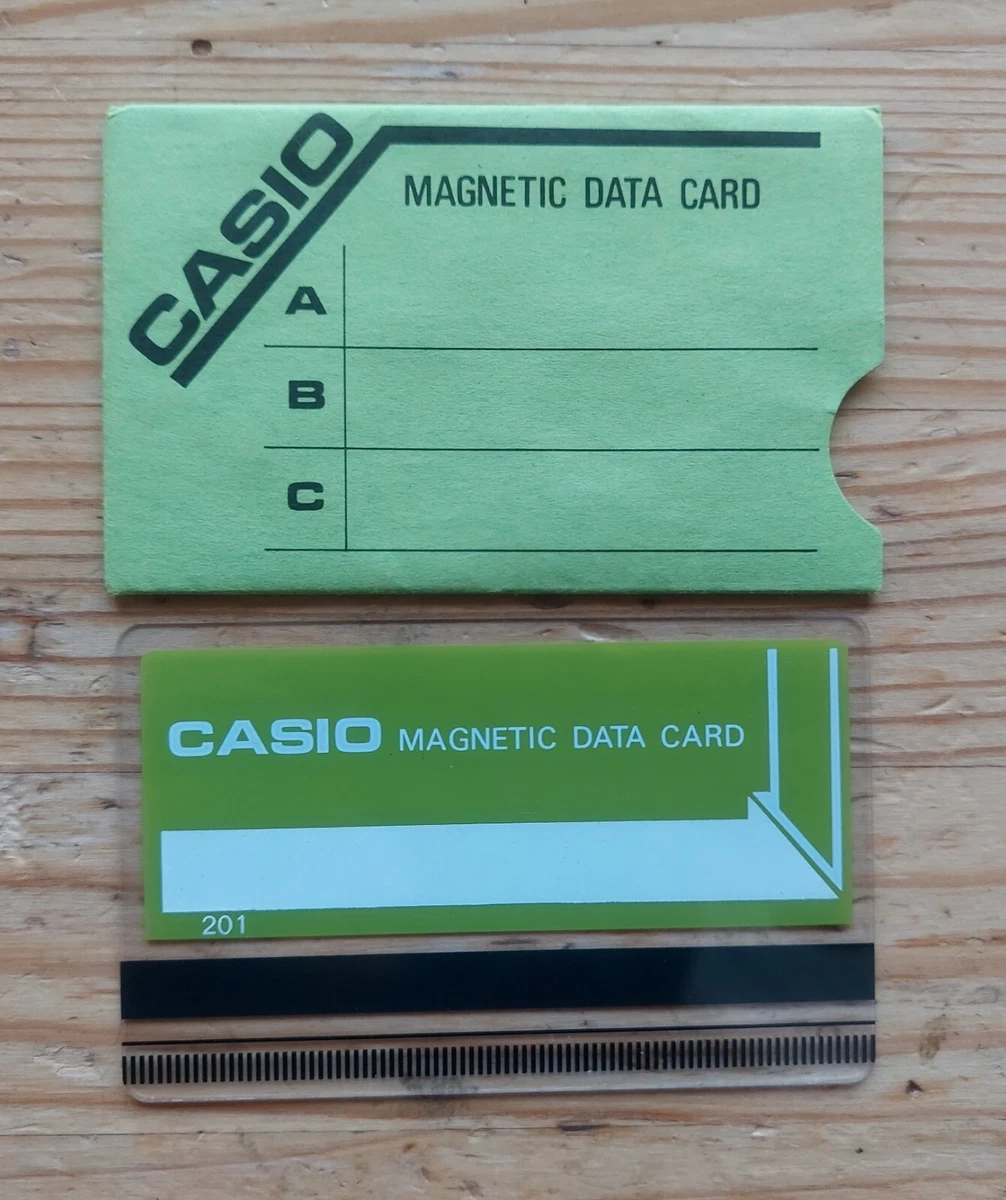 CASIO
MAGNETIC DATA CARD
A
B
C
CASIO MAGNETIC DATA CARD
201